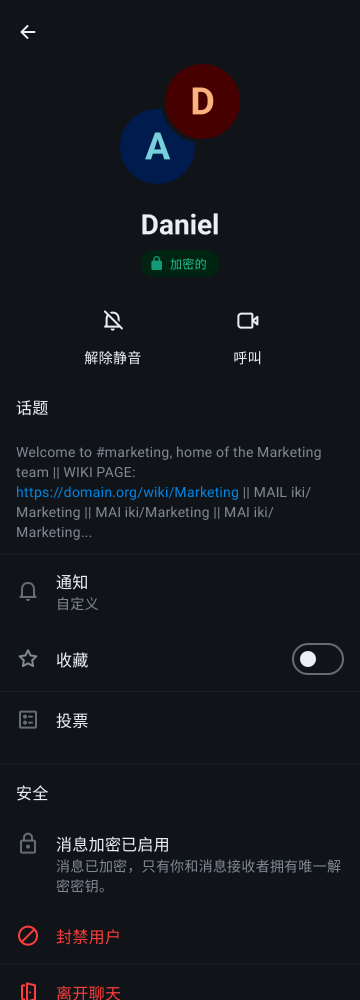 D
A
Daniel
加密的
解除静音
呼叫
话题
Welcome to #marketing, home of the Marketing
team || WIKI PAGE:
https://domain.org/wiki/Marketing || MAIL iki/
Marketing || MAI iki/Marketing || MAI iki/
Marketing...
通知
自定义
收藏
投票
安全
消息加密已启用
消息已加密，只有你和消息接收者拥有唯一解
密密钥。
封禁用户
离开聊天